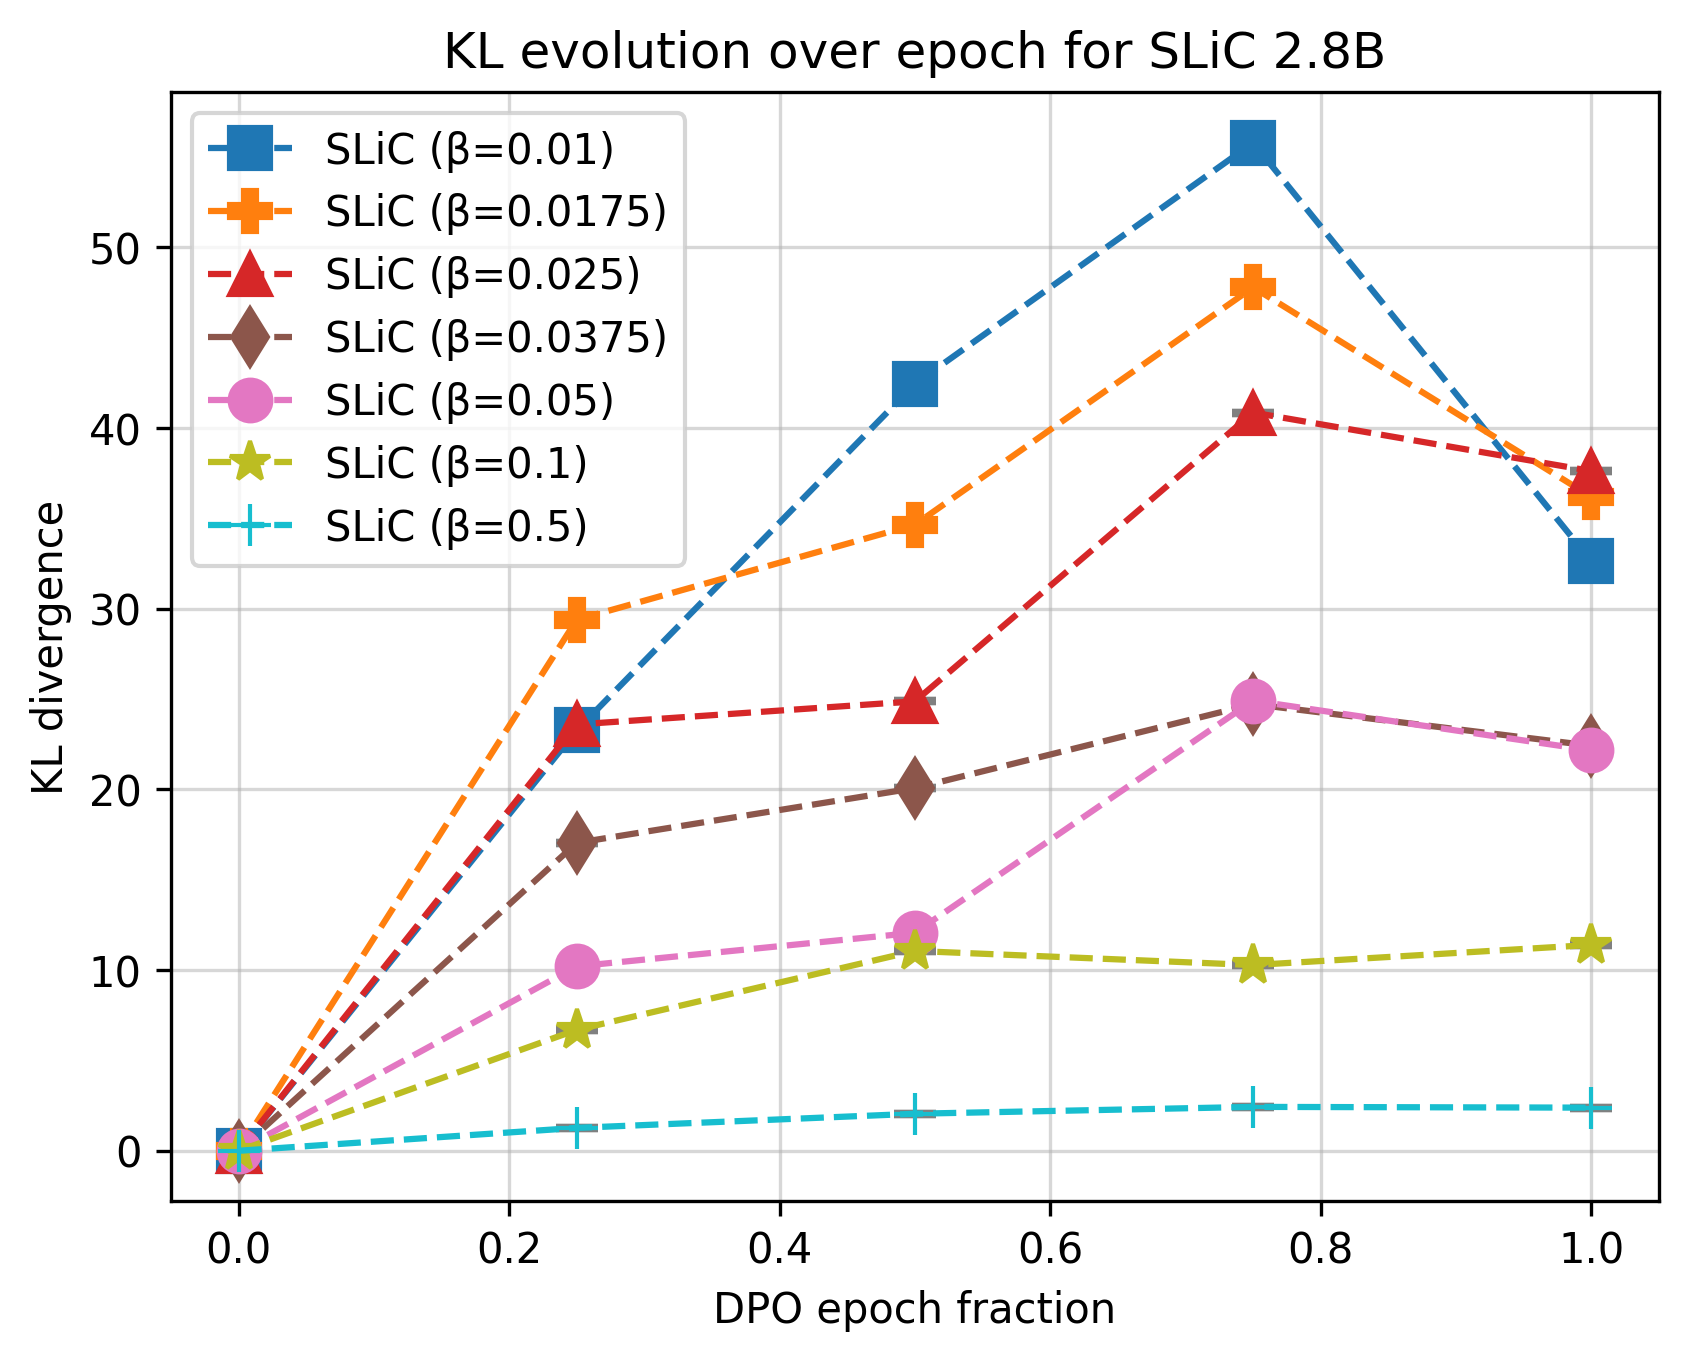 KL evolution over epoch for SLiC 2.8B
SLiC (β=0.01)
SLiC (β=0.0175)
SLiC (β=0.025)
SLiC (β=0.0375)
SLiC (β=0.05)
SLiC (β=0.1)
SLiC (β=0.5)
KL divergence
50
40
30
20
10
0
0.0 0.2 0.4 0.6 0.8 1.0
DPO epoch fraction